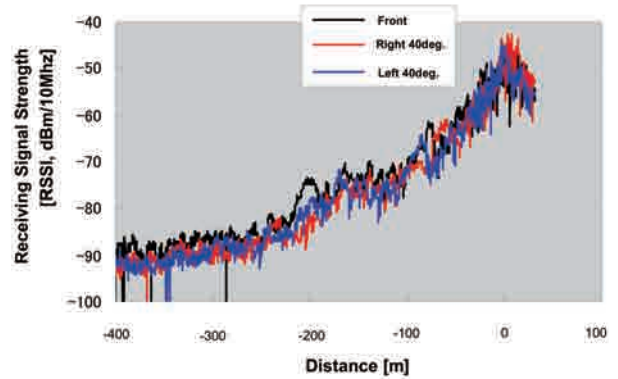 Front
Right 40deg.
Left 40deg.
Receiving Signal Strength
[RSSI, dBm/10Mhz]
-40
-50
-60
-70
-80
-90
-100
-400
-300
-200
-100
0
100
Distance [m]